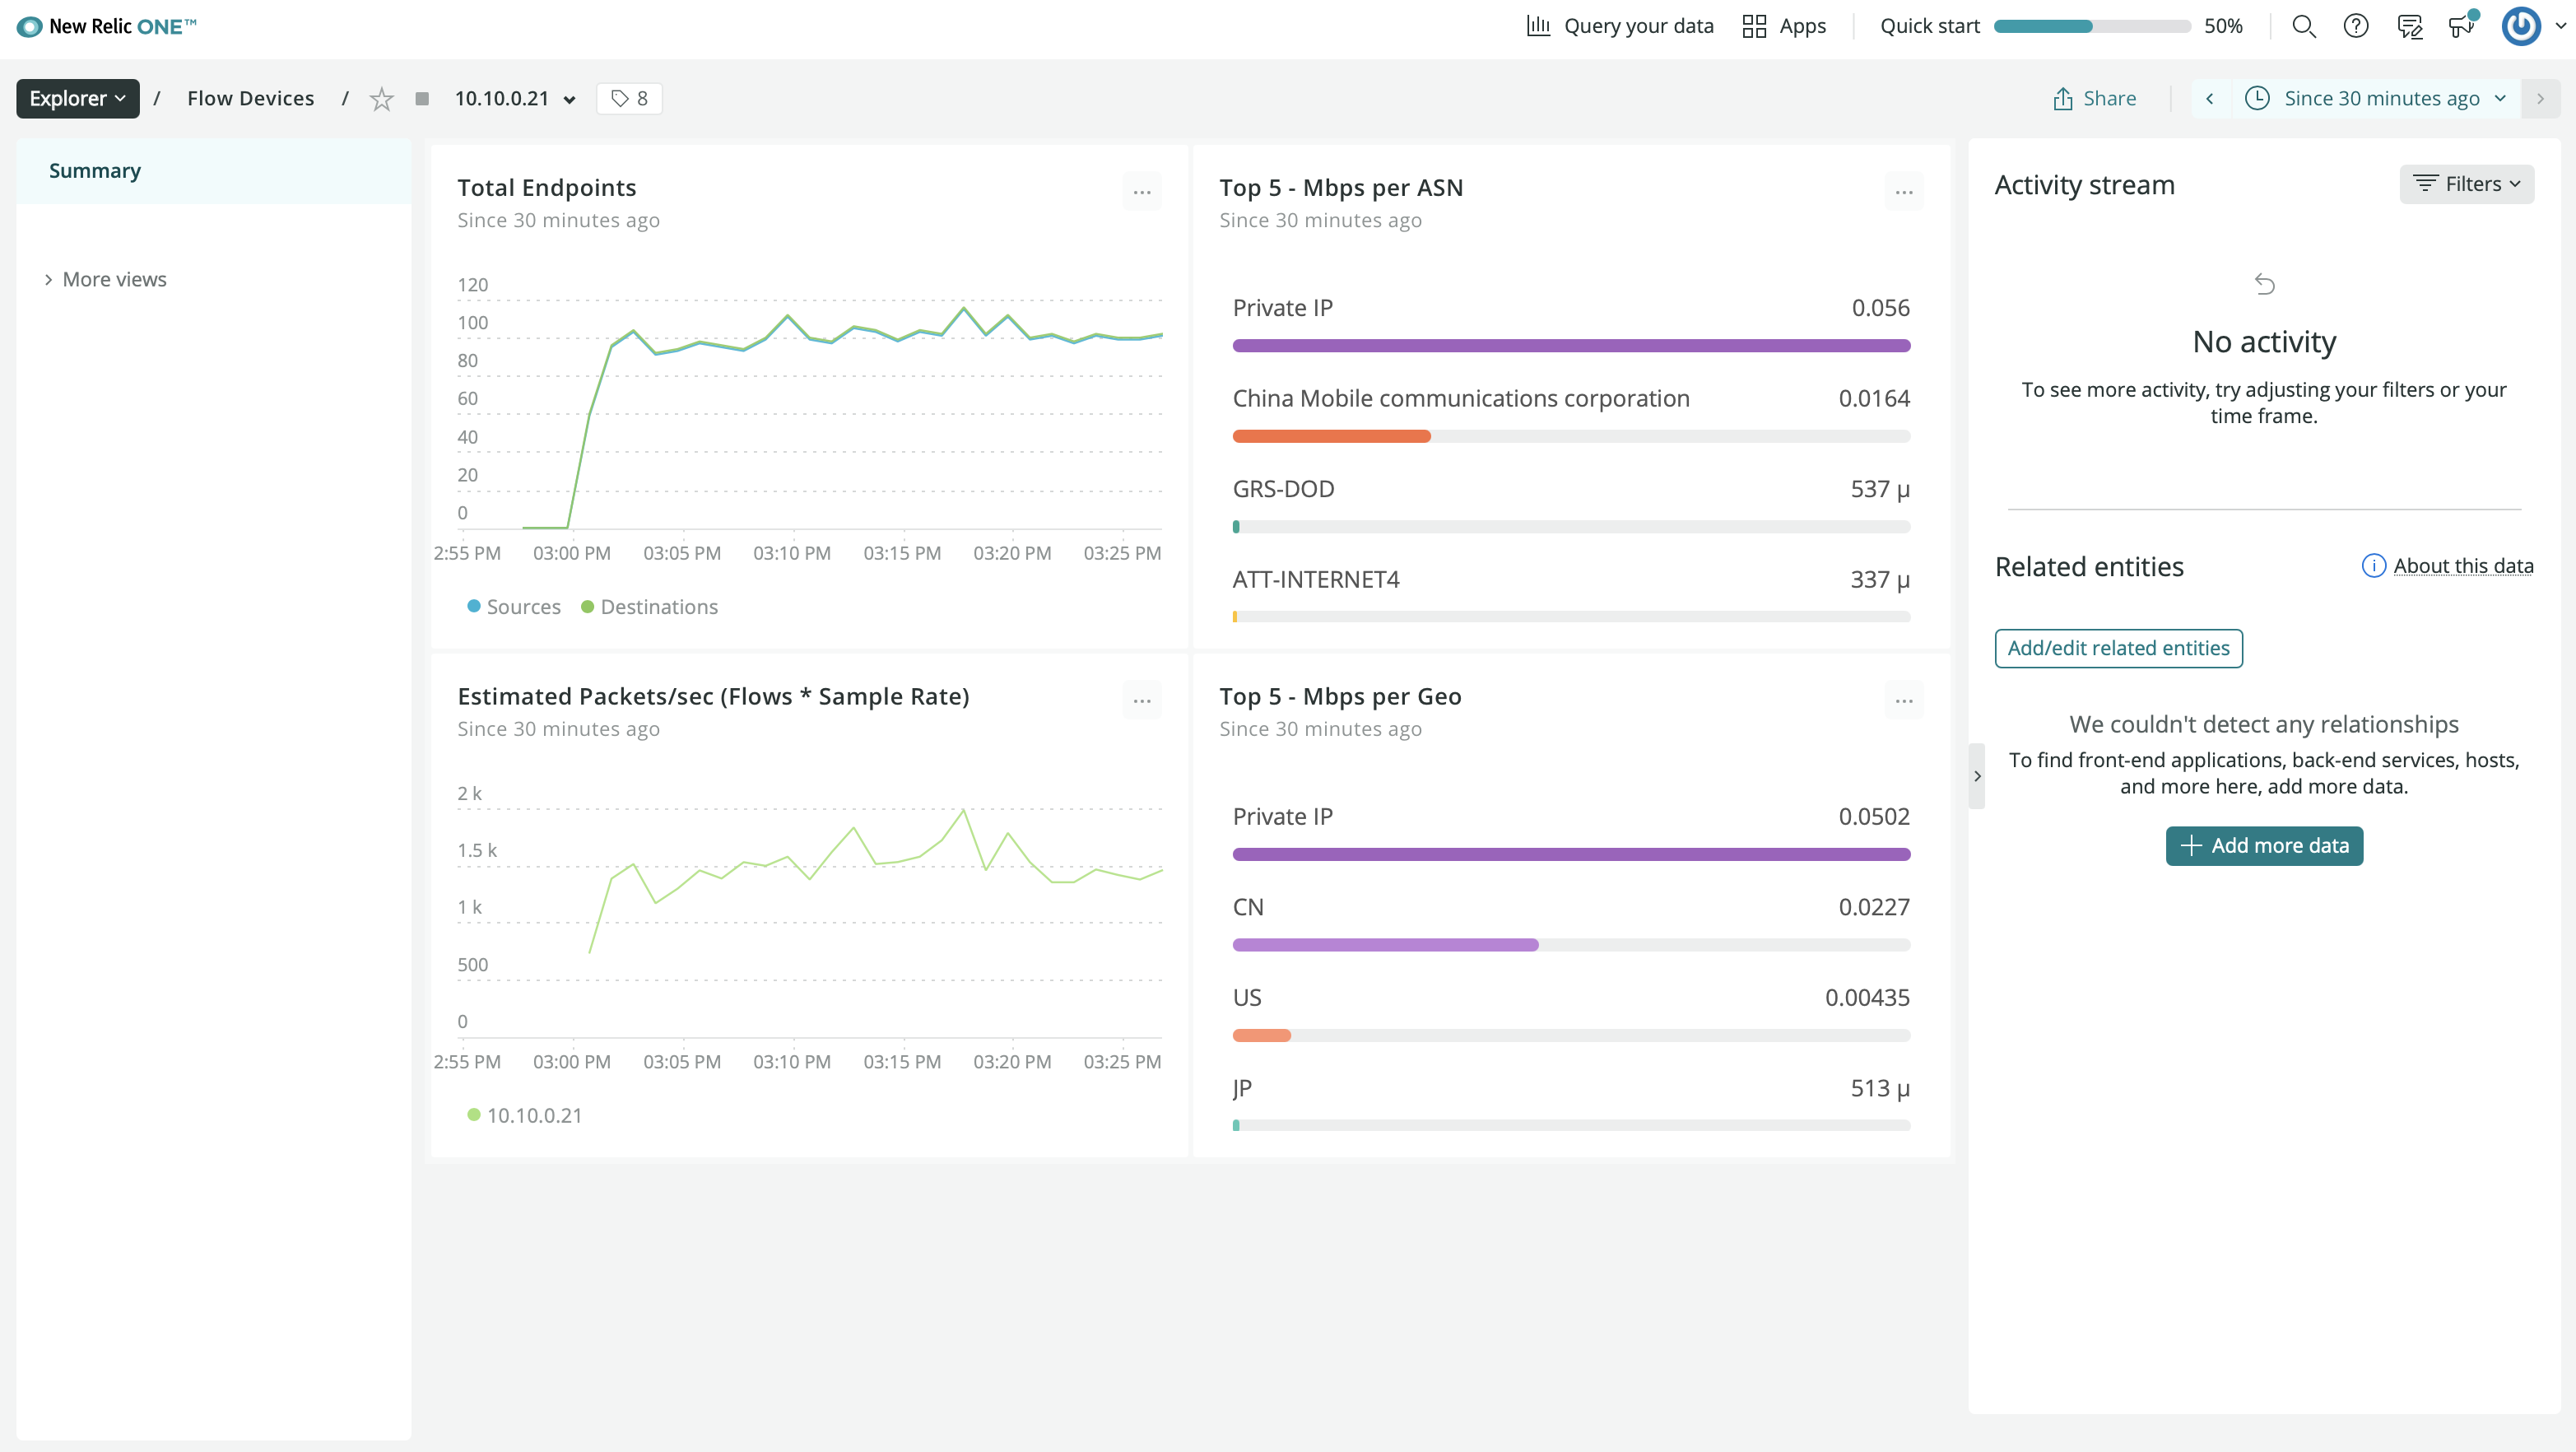 New Relic ONE™
Query your data
Apps
Quick start
50%
Explorer
/
Flow Devices
/
10.10.0.21
8
Share
Since 30 minutes ago
Summary
More views
Total Endpoints
Since 30 minutes ago
120
100
80
60
40
20
0
2:55 PM 03:00 PM 03:05 PM 03:10 PM 03:15 PM 03:20 PM 03:25 PM
Sources Destinations
Top 5 - Mbps per ASN
Since 30 minutes ago
Private IP 0.056
China Mobile communications corporation 0.0164
GRS-DOD 537 µ
ATT-INTERNET4 337 µ
Estimated Packets/sec (Flows * Sample Rate)
Since 30 minutes ago
2 k
1.5 k
1 k
500
0
2:55 PM 03:00 PM 03:05 PM 03:10 PM 03:15 PM 03:20 PM 03:25 PM
10.10.0.21
Top 5 - Mbps per Geo
Since 30 minutes ago
Private IP 0.0502
CN 0.0227
US 0.00435
JP 513 µ
Activity stream
Filters
No activity
To see more activity, try adjusting your filters or your
time frame.
Related entities
About this data
Add/edit related entities
We couldn't detect any relationships
To find front-end applications, back-end services, hosts,
and more here, add more data.
Add more data